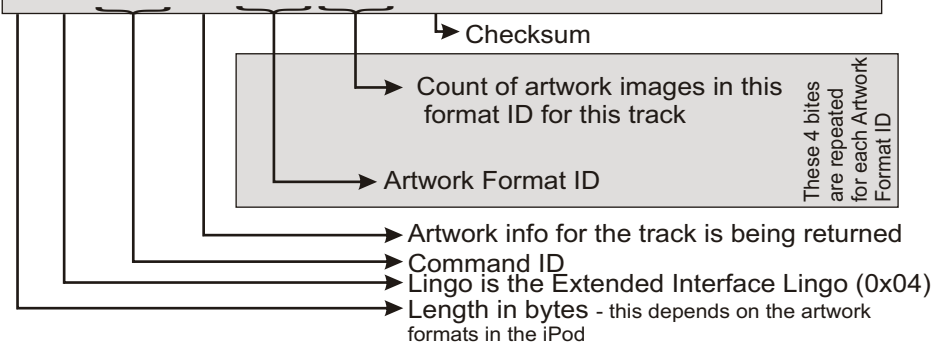 Checksum
Count of artwork images in this
format ID for this track
These 4 bites
are repeated
for each Artwork
Format ID
Artwork Format ID
Artwork info for the track is being returned
Command ID
Lingo is the Extended Interface Lingo (0x04)
Length in bytes - this depends on the artwork
formats in the iPod